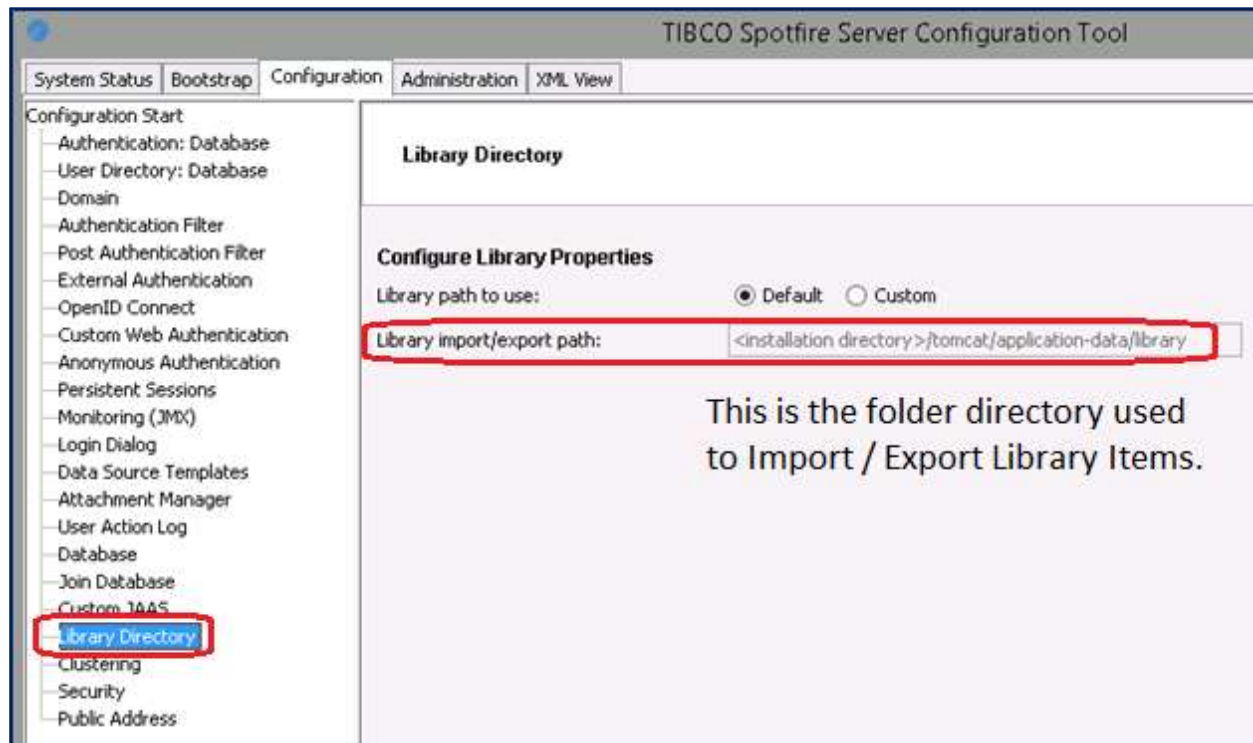 TIBCO Spotfire Server Configuration Tool
System Status Bootstrap Configuration Administration XML View
Configuration Start
Authentication: Database
User Directory: Database
Domain
Authentication Filter
Post Authentication Filter
External Authentication
OpenID Connect
Custom Web Authentication
Anonymous Authentication
Persistent Sessions
Monitoring (JMX)
Login Dialog
Data Source Templates
Attachment Manager
User Action Log
Database
Join Database
Custom JAAS
Library Directory
Clustering
Security
Public Address
Library Directory
Configure Library Properties
Library path to use: Default Custom
Library import/export path: <installation directory>/tomcat/application-data/library
This is the folder directory used
to Import / Export Library Items.